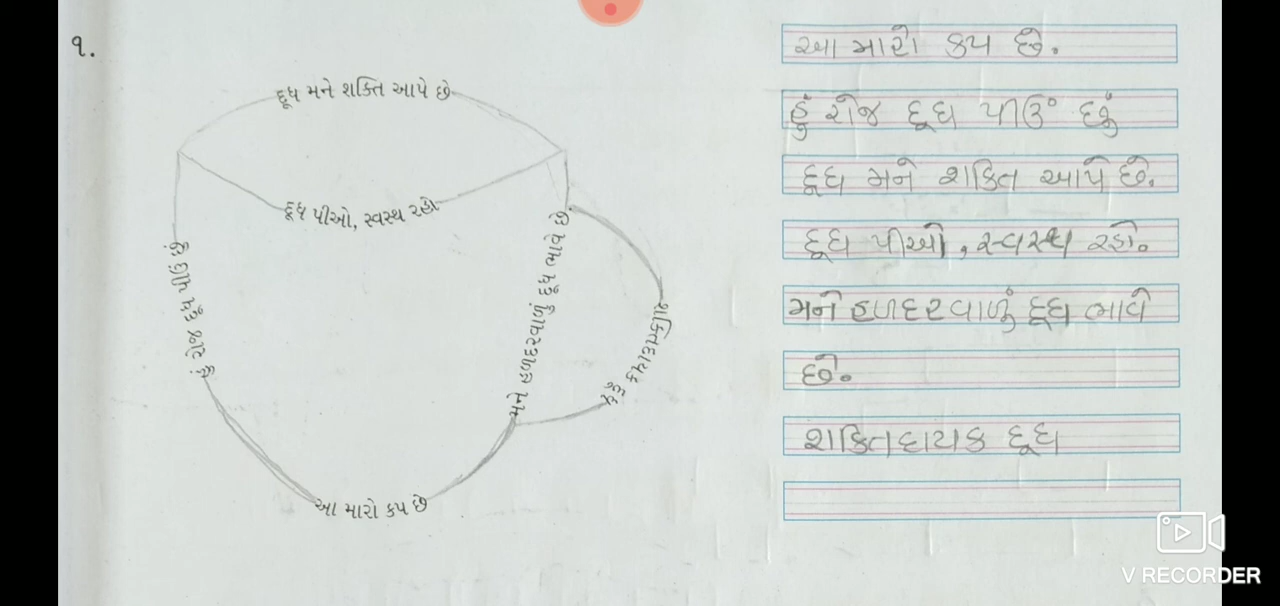 ૧.
દૂધ મને શક્તિ આપે છે
દૂધ પીઓ, સ્વસ્થ રહો
હું રોજ દૂધ પીઉં છું
મને હળદરવાળું દૂધ ભાવે છે.
શક્તિદાયક દૂધ
આ મારો કપ છે
આ મારો કપ છે.
હું રોજ દૂધ પીઉં છું
દૂધ મને શક્તિ આપે છે.
દૂધ પીઓ, સ્વસ્થ રહો.
મને હળદરવાળું દૂધ ભાવે
છે.
શક્તિદાયક દૂધ
V RECORDER